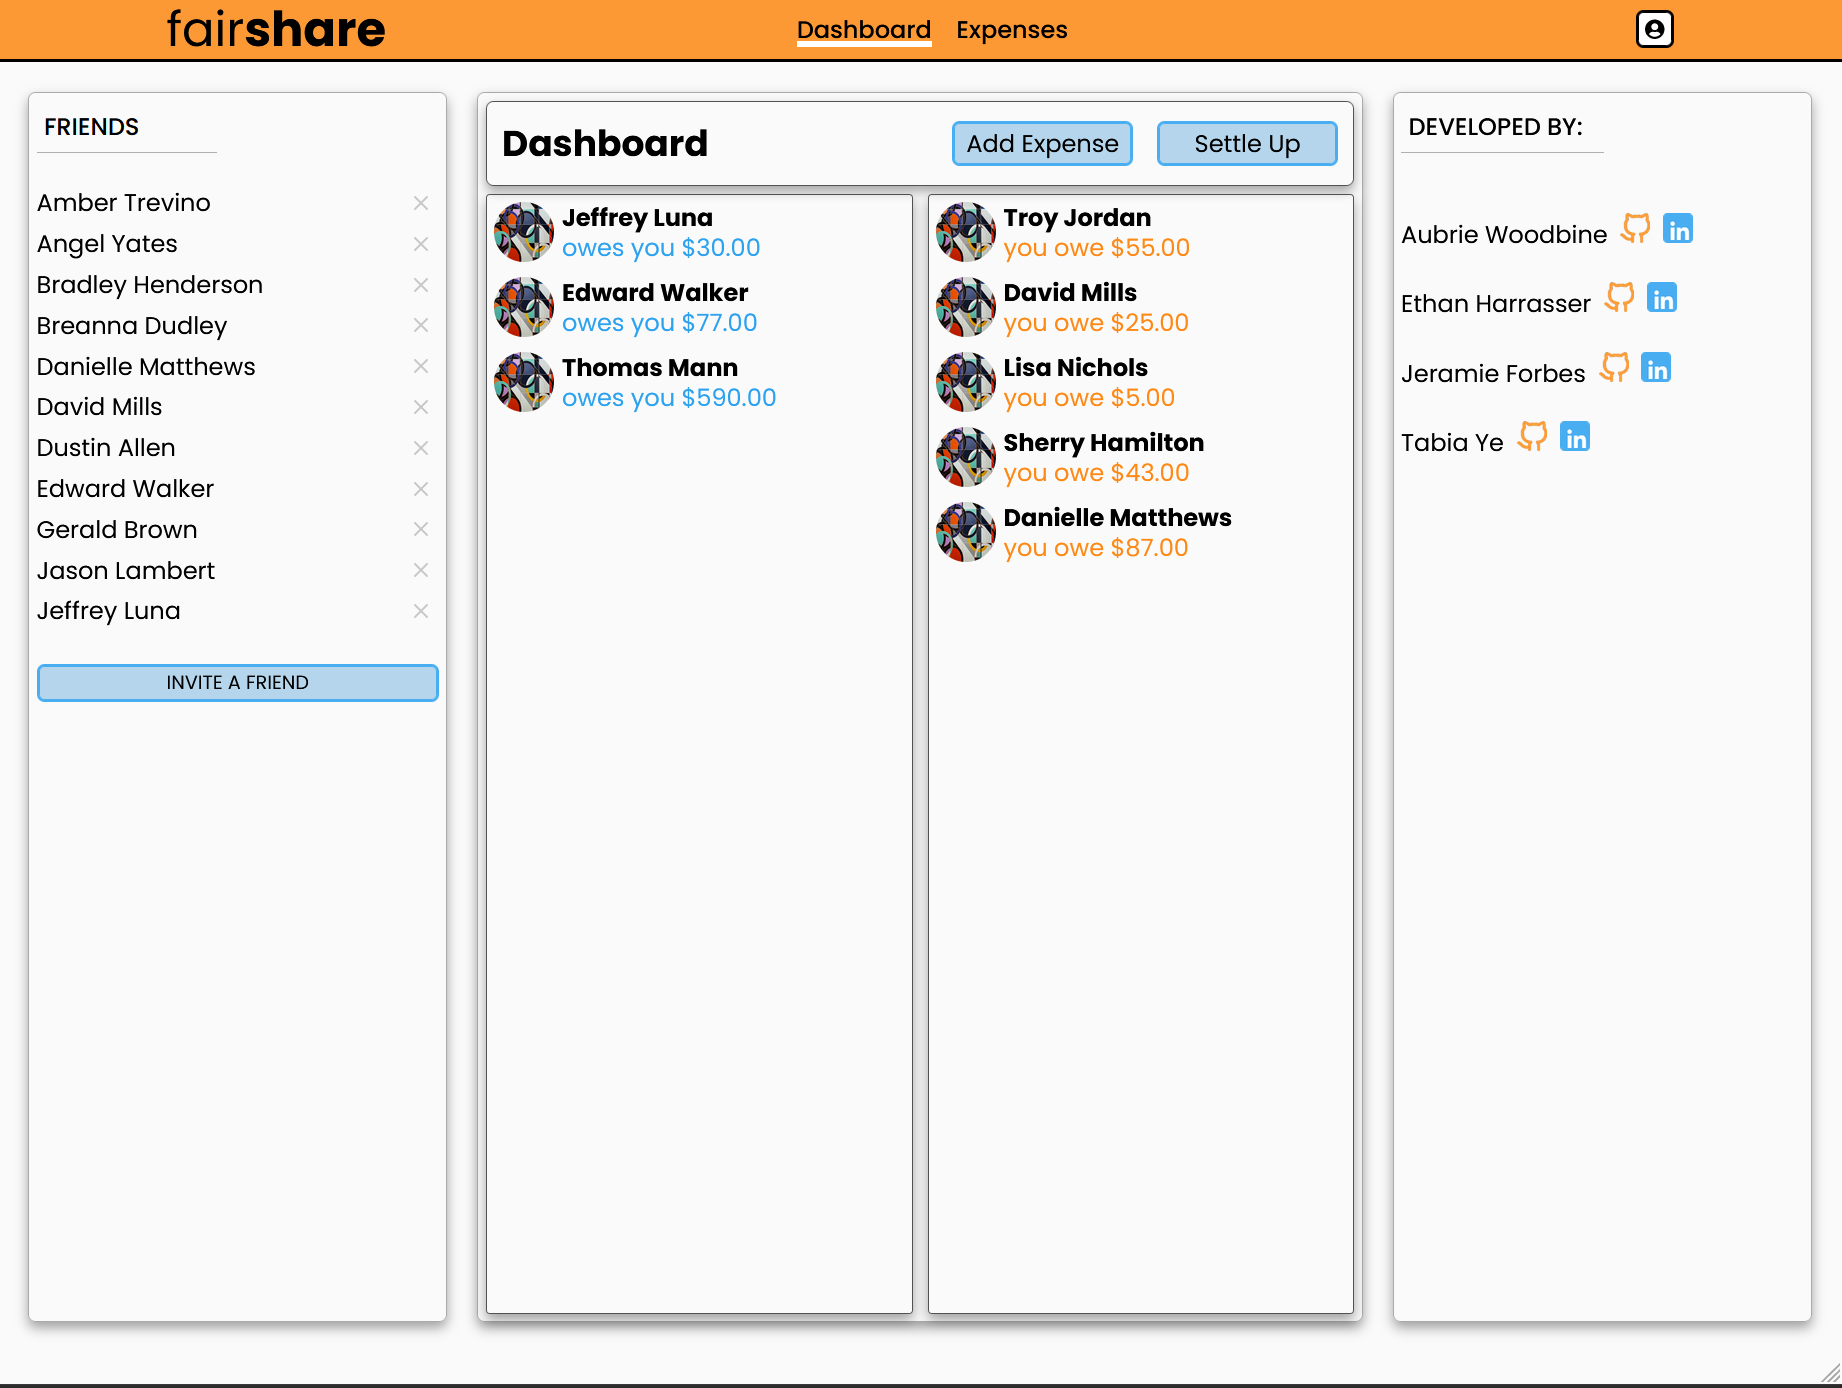 fairshare
Dashboard Expenses
FRIENDS
Amber Trevino
Angel Yates
Bradley Henderson
Breanna Dudley
Danielle Matthews
David Mills
Dustin Allen
Edward Walker
Gerald Brown
Jason Lambert
Jeffrey Luna
INVITE A FRIEND
Dashboard
Add Expense
Settle Up
Jeffrey Luna
owes you $30.00
Edward Walker
owes you $77.00
Thomas Mann
owes you $590.00
Troy Jordan
you owe $55.00
David Mills
you owe $25.00
Lisa Nichols
you owe $5.00
Sherry Hamilton
you owe $43.00
Danielle Matthews
you owe $87.00
DEVELOPED BY:
Aubrie Woodbine
Ethan Harrasser
Jeramie Forbes
Tabia Ye